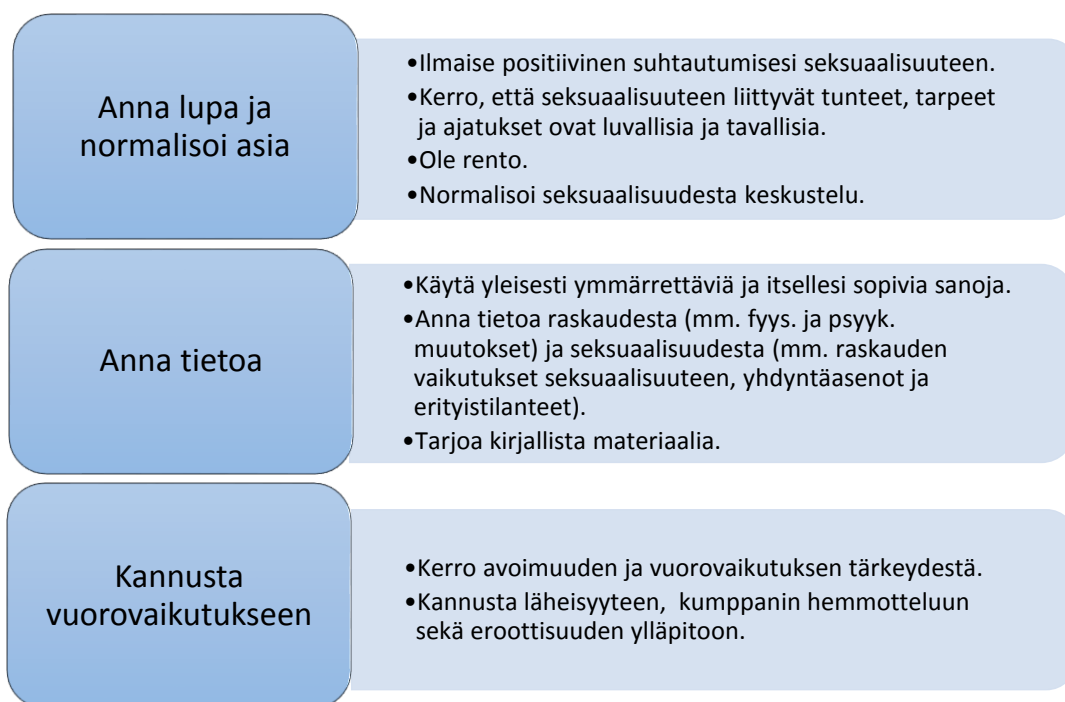 Anna lupa ja
normalisoi asia
•Ilmaise positiivinen suhtautumisesi seksuaalisuuteen.
•Kerro, että seksuaalisuuteen liittyvät tunteet, tarpeet
ja ajatukset ovat luvallisia ja tavallisia.
•Ole rento.
•Normalisoi seksuaalisuudesta keskustelu.
Anna tietoa
•Käytä yleisesti ymmärrettäviä ja itsellesi sopivia sanoja.
•Anna tietoa raskaudesta (mm. fyys. ja psyyk.
muutokset) ja seksuaalisuudesta (mm. raskauden
vaikutukset seksuaalisuuteen, yhdyntäasenot ja
erityistilanteet).
•Tarjoa kirjallista materiaalia.
Kannusta
vuorovaikutukseen
•Kerro avoimuuden ja vuorovaikutuksen tärkeydestä.
•Kannusta läheisyyteen, kumppanin hemmotteluun
sekä eroottisuuden ylläpitoon.